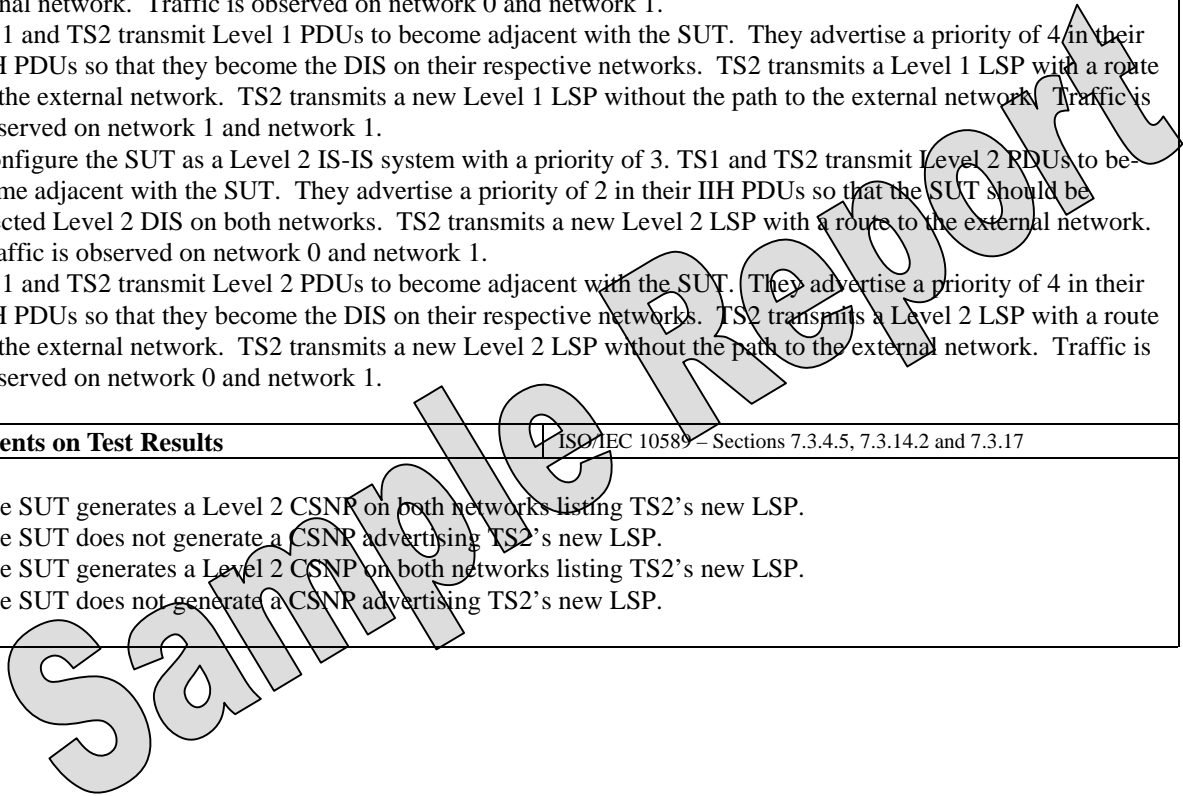 nal network. Traffic is observed on network 0 and network 1.
1 and TS2 transmit Level 1 PDUs to become adjacent with the SUT. They advertise a priority of 4 in their
H PDUs so that they become the DIS on their respective networks. TS2 transmits a Level 1 LSP with a route
the external network. TS2 transmits a new Level 1 LSP without the path to the external network. Traffic is
served on network 1 and network 1.
onfigure the SUT as a Level 2 IS-IS system with a priority of 3. TS1 and TS2 transmit Level 2 PDUs to be-
me adjacent with the SUT. They advertise a priority of 2 in their IIH PDUs so that the SUT should be
ected Level 2 DIS on both networks. TS2 transmits a new Level 2 LSP with a route to the external network.
affic is observed on network 0 and network 1.
1 and TS2 transmit Level 2 PDUs to become adjacent with the SUT. They advertise a priority of 4 in their
H PDUs so that they become the DIS on their respective networks. TS2 transmits a Level 2 LSP with a route
the external network. TS2 transmits a new Level 2 LSP without the path to the external network. Traffic is
served on network 0 and network 1.
ents on Test Results
ISO/IEC 10589 – Sections 7.3.4.5, 7.3.14.2 and 7.3.17
e SUT generates a Level 2 CSNP on both networks listing TS2's new LSP.
e SUT does not generate a CSNP advertising TS2's new LSP.
e SUT generates a Level 2 CSNP on both networks listing TS2's new LSP.
e SUT does not generate a CSNP advertising TS2's new LSP.
Sample Report